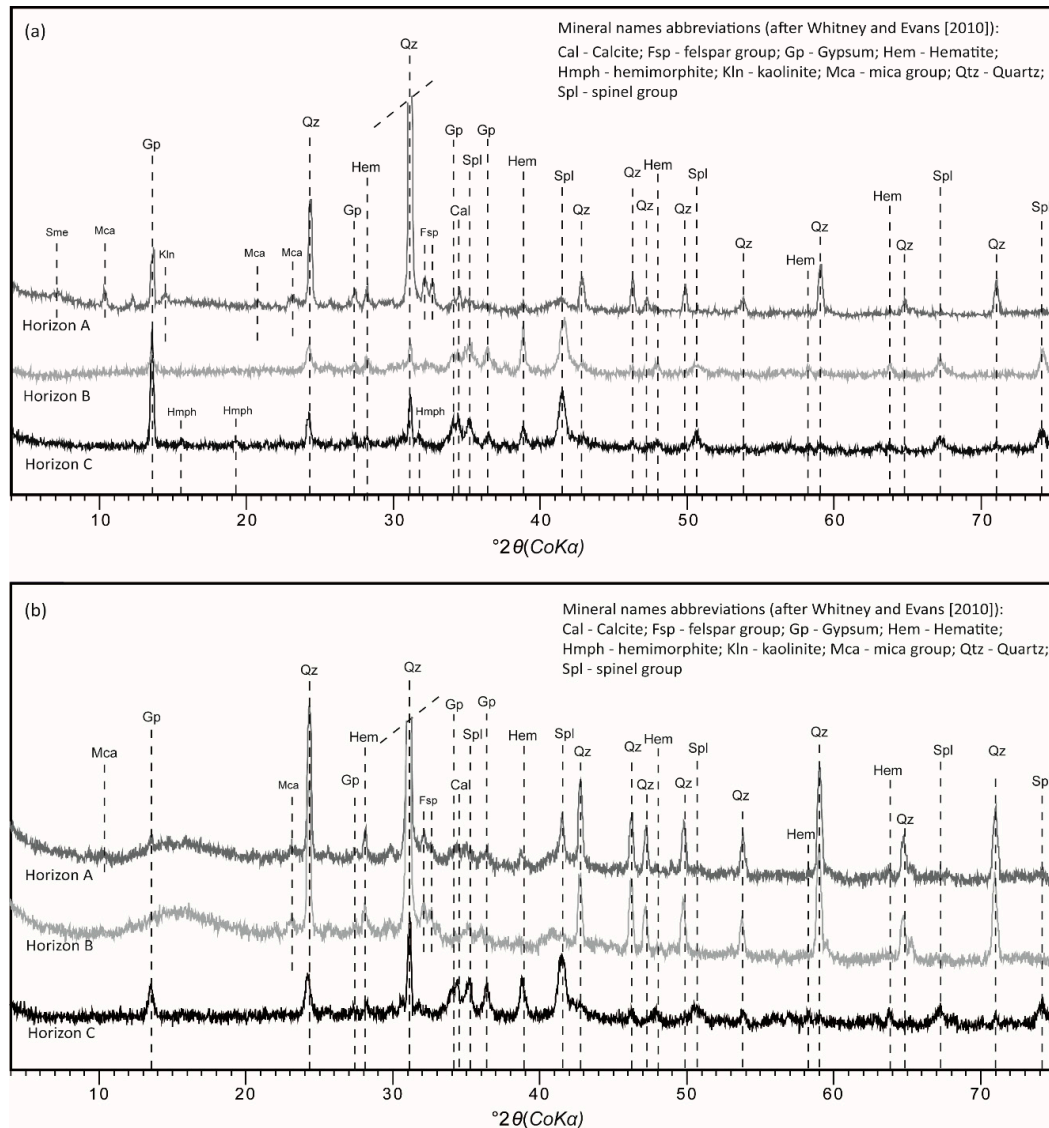 (a)
Mineral names abbreviations (after Whitney and Evans [2010]):
Cal - Calcite; Fsp - felspar group; Gp - Gypsum; Hem - Hematite;
Hmph - hemimorphite; Kln - kaolinite; Mca - mica group; Qtz - Quartz;
Spl - spinel group
Qz
Qz
Gp
Gp
Gp
Hem
Spl
Hem
Spl
Qz
Qz
Hem
Qz
Qz
Spl
Qz
Hem
Qz
Hem
Qz
Spl
Qz
Sp
Sme
Mca
Kln
Mca
Mca
Gp
Cal
Fsp
Horizon A
Horizon B
Hmph
Hmph
Hmph
Horizon C
10 20 30 40 50 60 70
°2θ(CoKα)
(b)
Mineral names abbreviations (after Whitney and Evans [2010]):
Cal - Calcite; Fsp - felspar group; Gp - Gypsum; Hem - Hematite;
Hmph - hemimorphite; Kln - kaolinite; Mca - mica group; Qtz - Quartz;
Spl - spinel group
Qz
Qz
Gp
Gp
Gp
Mca
Hem
Spl
Hem
Spl
Qz
Qz
Hem
Qz
Qz
Spl
Qz
Qz
Hem
Hem
Qz
Spl
Qz
Sp
Mca
Gp
Cal
Fsp
Horizon A
Horizon B
Horizon C
10 20 30 40 50 60 70
°2θ(CoKα)